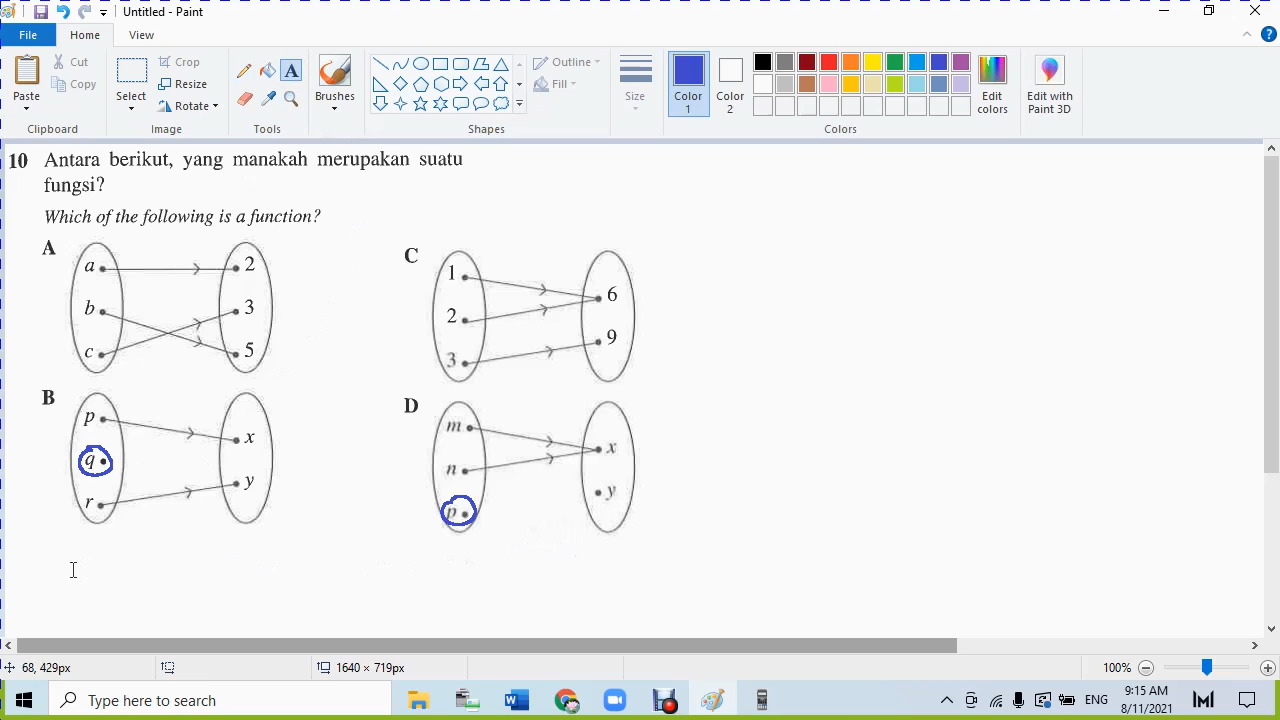 Untitled - Paint
File
Home
View
Paste
Cut
Copy
Clipboard
Select
Crop
Resize
Rotate
Image
A
Tools
Brushes
Outline
Fill
Shapes
Size
Color
1
Color
2
Edit
colors
Colors
Edit with
Paint 3D
10 Antara berikut, yang manakah merupakan suatu
fungsi?
Which of the following is a function?
A
a
b
c
2
3
5
B
p
q
r
x
y
C
1
2
3
6
9
D
m
n
p
x
y
68, 429px
1640 × 719px
100%
Type here to search
ENG
9:15 AM
8/11/2021